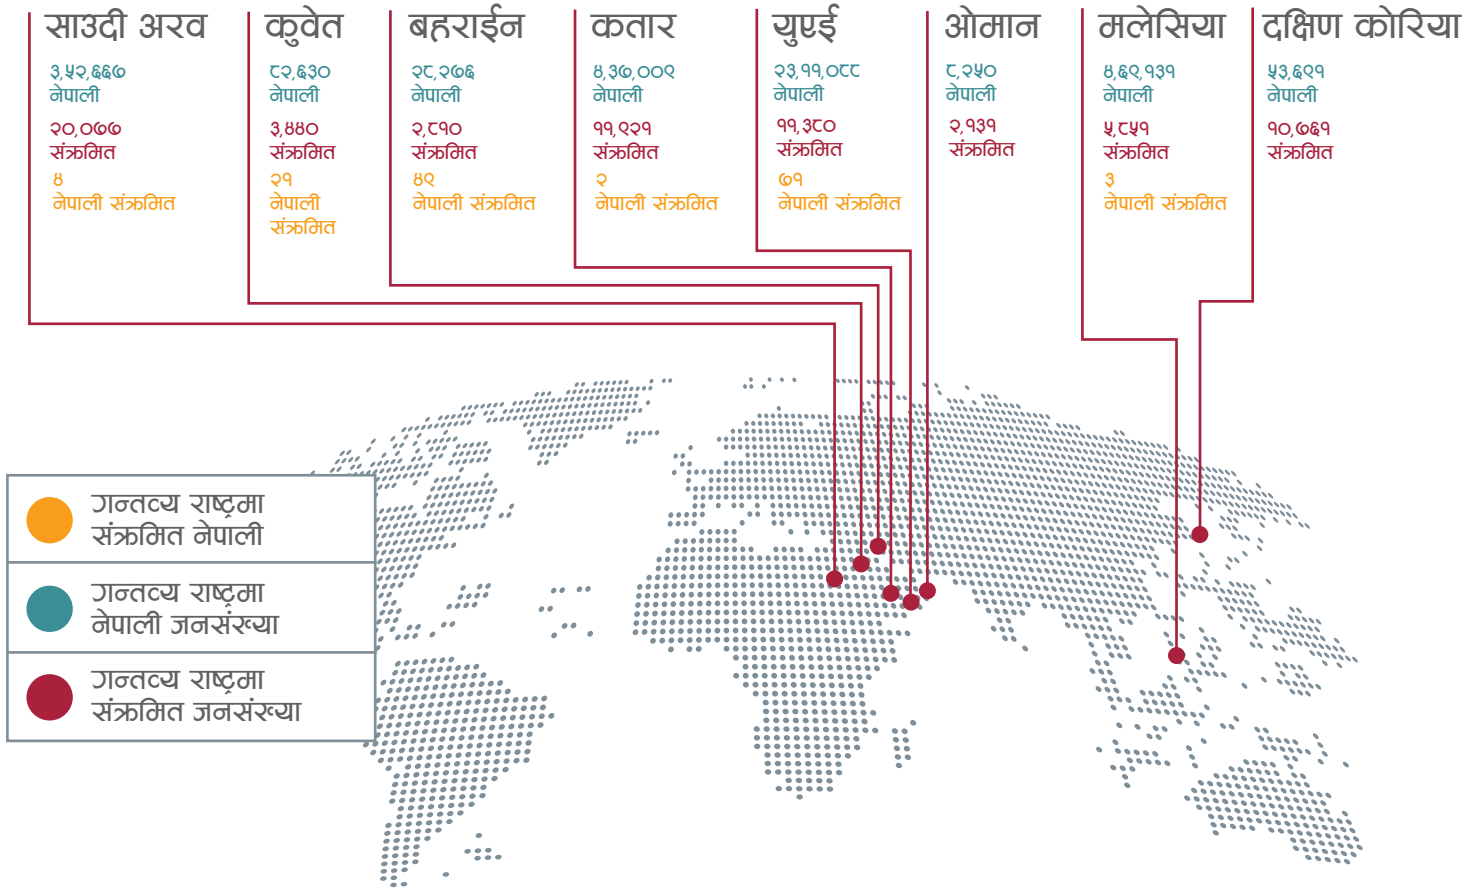 साउदी अरव
३,५२,६६७
नेपाली
२०,०७७
संक्रमित
४
नेपाली संक्रमित
कुवेत
८२,६३०
नेपाली
३,४४०
संक्रमित
२१
नेपाली
संक्रमित
बहराईन
२८,२७६
नेपाली
२,८१०
संक्रमित
४९
नेपाली संक्रमित
कतार
४,३७,००९
नेपाली
११,९२१
संक्रमित
२
नेपाली संक्रमित
युएई
२३,११,०८८
नेपाली
११,३८०
संक्रमित
७१
नेपाली संक्रमित
ओमान
८,२५०
नेपाली
२,१३१
संक्रमित
मलेसिया
४,६९,१३१
नेपाली
५,८५१
संक्रमित
३
नेपाली संक्रमित
दक्षिण कोरिया
५३,६९१
नेपाली
१०,७६१
संक्रमित
गन्तव्य राष्ट्रमा
संक्रमित नेपाली
गन्तव्य राष्ट्रमा
नेपाली जनसंख्या
गन्तव्य राष्ट्रमा
संक्रमित जनसंख्या